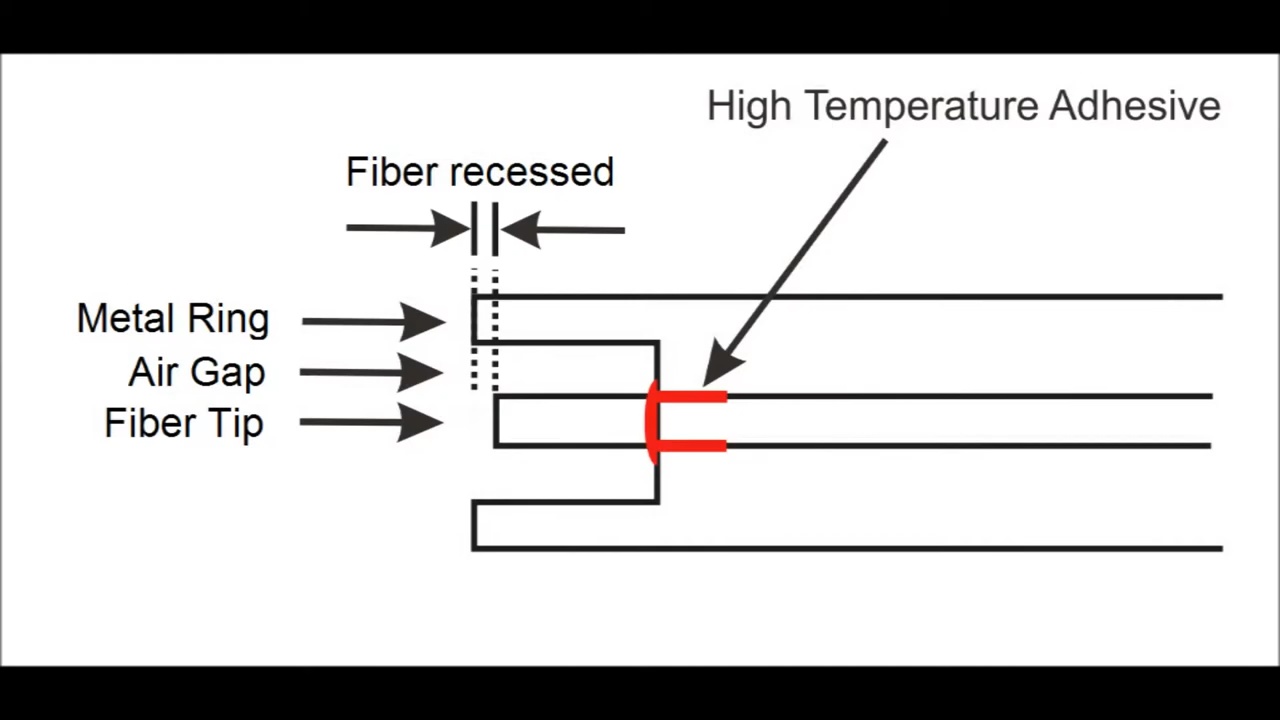 High Temperature Adhesive
Fiber recessed
Metal Ring
Air Gap
Fiber Tip